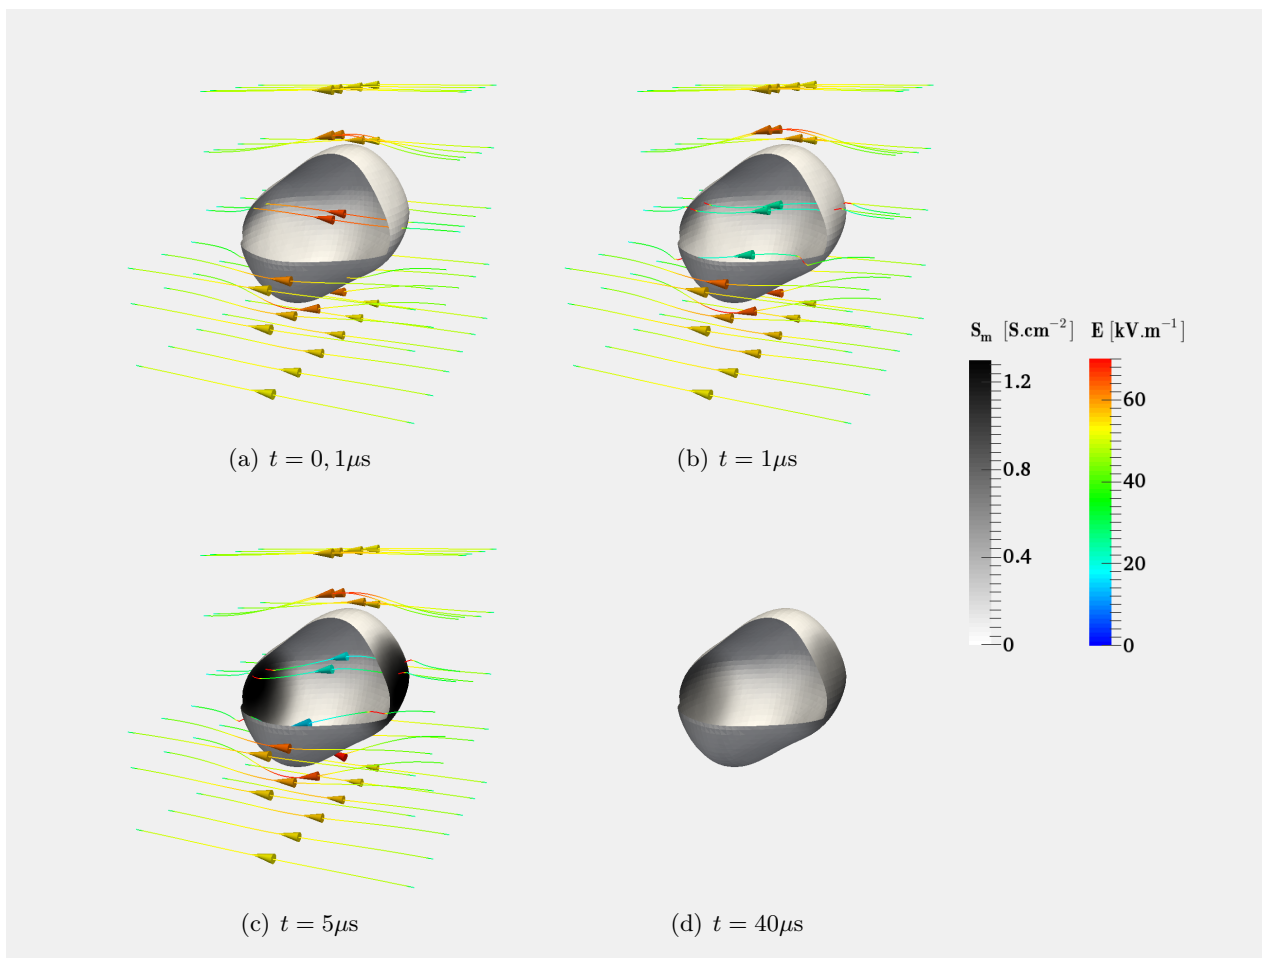 (a) t = 0, 1μs
(b) t = 1μs
S_m [S.cm⁻²] E [kV.m⁻¹]
1.2
0.8
0.4
0
60
40
20
0
(c) t = 5μs
(d) t = 40μs